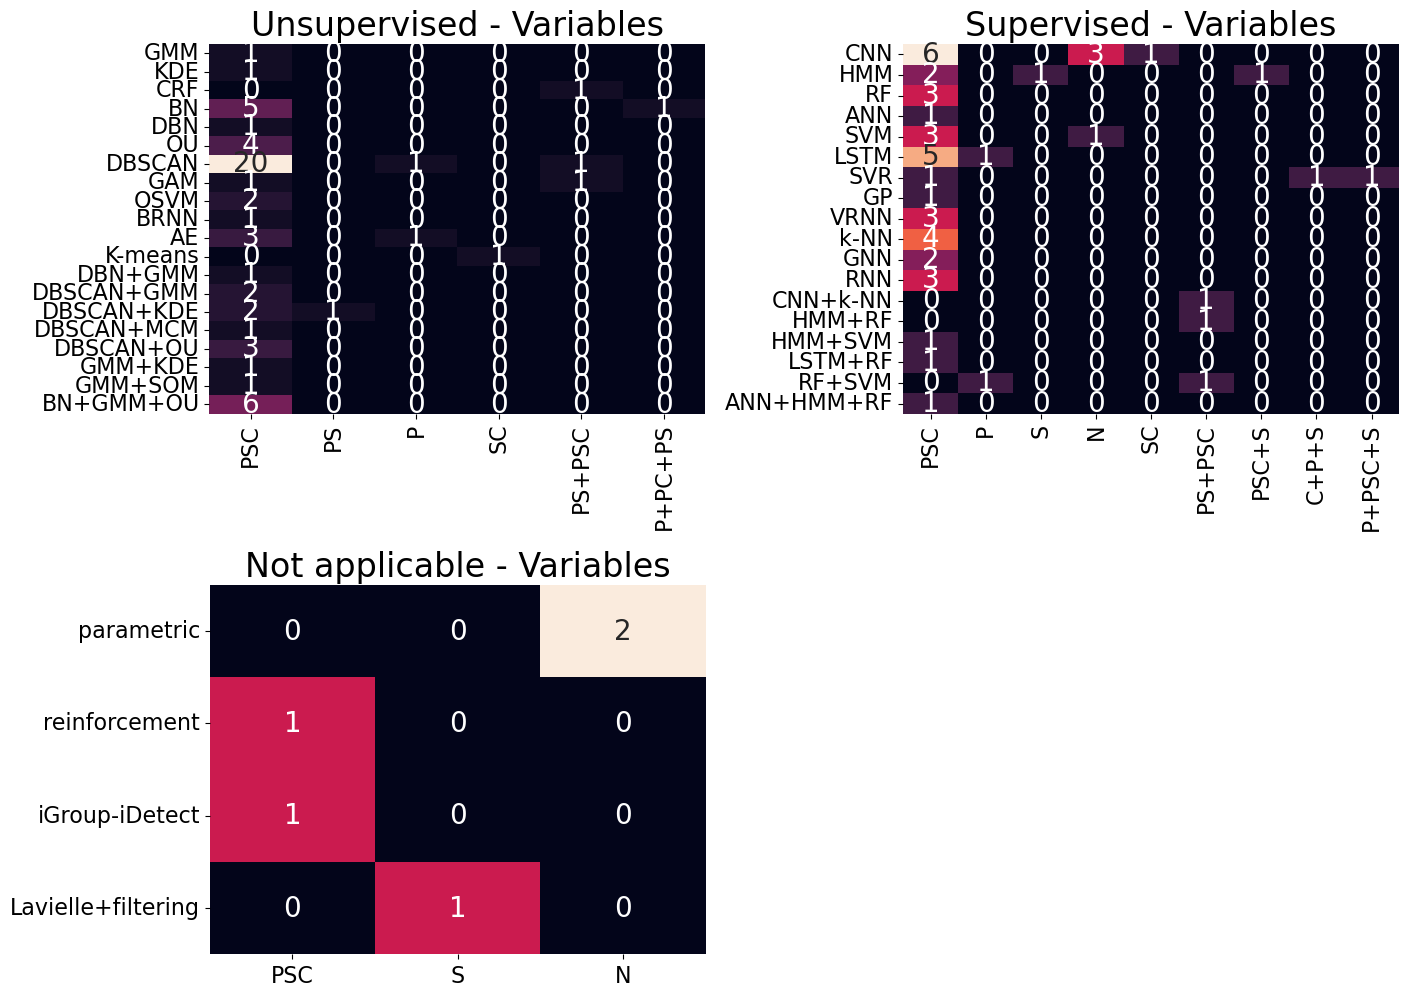 Unsupervised - Variables
GMM 1 0 0 0 0 0
KDE 1 0 0 0 0 0
CRF 0 0 0 0 1 0
BN 5 0 0 0 0 1
DBN 1 0 0 0 0 0
OU 4 0 0 0 0 0
DBSCAN 20 0 1 0 1 0
GAM 1 0 0 0 1 0
OSVM 2 0 0 0 0 0
BRNN 1 0 0 0 0 0
AE 3 0 1 0 0 0
K-means 0 0 0 1 0 0
DBN+GMM 1 0 0 0 0 0
DBSCAN+GMM 2 0 0 0 0 0
DBSCAN+KDE 2 1 0 0 0 0
DBSCAN+MCM 1 0 0 0 0 0
DBSCAN+OU 3 0 0 0 0 0
GMM+KDE 1 0 0 0 0 0
GMM+SOM 1 0 0 0 0 0
BN+GMM+OU 6 0 0 0 0 0
PSC PS P SC PS+PSC P+PC+PS
Supervised - Variables
CNN 6 0 0 3 1 0 0 0 0
HMM 2 0 1 0 0 0 1 0 0
RF 3 0 0 0 0 0 0 0 0
ANN 1 0 0 0 0 0 0 0 0
SVM 3 0 0 1 0 0 0 0 0
LSTM 5 1 0 0 0 0 0 0 0
SVR 1 0 0 0 0 0 0 1 1
GP 1 0 0 0 0 0 0 0 0
VRNN 3 0 0 0 0 0 0 0 0
k-NN 4 0 0 0 0 0 0 0 0
GNN 2 0 0 0 0 0 0 0 0
RNN 3 0 0 0 0 0 0 0 0
CNN+k-NN 0 0 0 0 0 1 0 0 0
HMM+RF 0 0 0 0 0 1 0 0 0
HMM+SVM 1 0 0 0 0 0 0 0 0
LSTM+RF 1 0 0 0 0 0 0 0 0
RF+SVM 0 1 0 0 0 1 0 0 0
ANN+HMM+RF 1 0 0 0 0 0 0 0 0
PSC P S N SC PS+PSC PSC+S C+P+S P+PSC+S
Not applicable - Variables
parametric 0 0 2
reinforcement 1 0 0
iGroup-iDetect 1 0 0
Lavielle+filtering 0 1 0
PSC S N